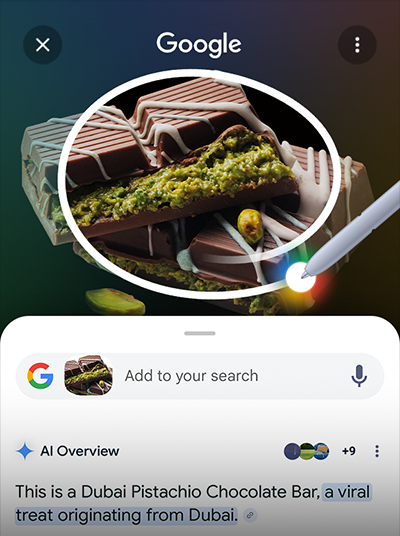 Google
Add to your search
AI Overview
+9
This is a Dubai Pistachio Chocolate Bar, a viral
treat originating from Dubai.